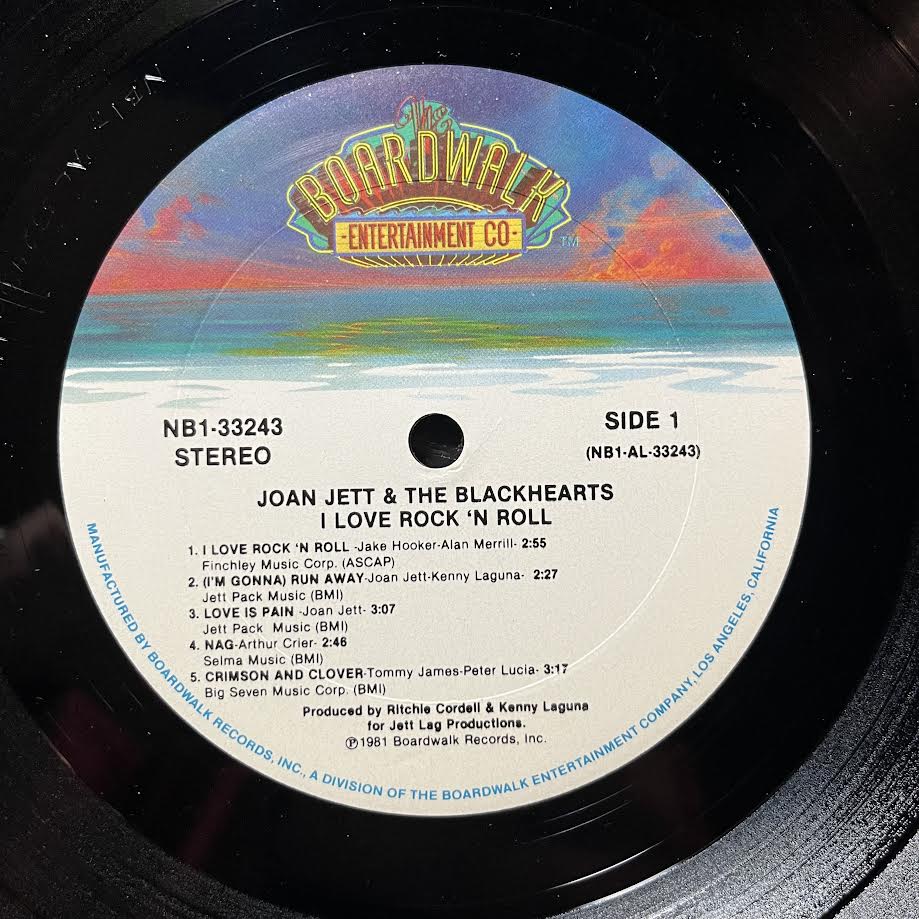 The
BOARDWALK
-ENTERTAINMENT CO-
TM
NB1-33243
STEREO
SIDE 1
(NB1-AL-33243)
JOAN JETT & THE BLACKHEARTS
I LOVE ROCK ‘N ROLL
1. I LOVE ROCK ‘N ROLL -Jake Hooker-Alan Merrill- 2:55
Finchley Music Corp. (ASCAP)
2. (I'M GONNA) RUN AWAY-Joan Jett-Kenny Laguna- 2:27
Jett Pack Music (BMI)
3. LOVE IS PAIN -Joan Jett- 3:07
Jett Pack Music (BMI)
4. NAG-Arthur Crier- 2:46
Selma Music (BMI)
5. CRIMSON AND CLOVER-Tommy James-Peter Lucia- 3:17
Big Seven Music Corp. (BMI)
Produced by Ritchie Cordell & Kenny Laguna
for Jett Lag Productions.
℗1981 Boardwalk Records, Inc.
MANUFACTURED BY BOARDWALK RECORDS, INC., A DIVISION OF THE BOARDWALK ENTERTAINMENT COMPANY, LOS ANGELES, CALIFORNIA